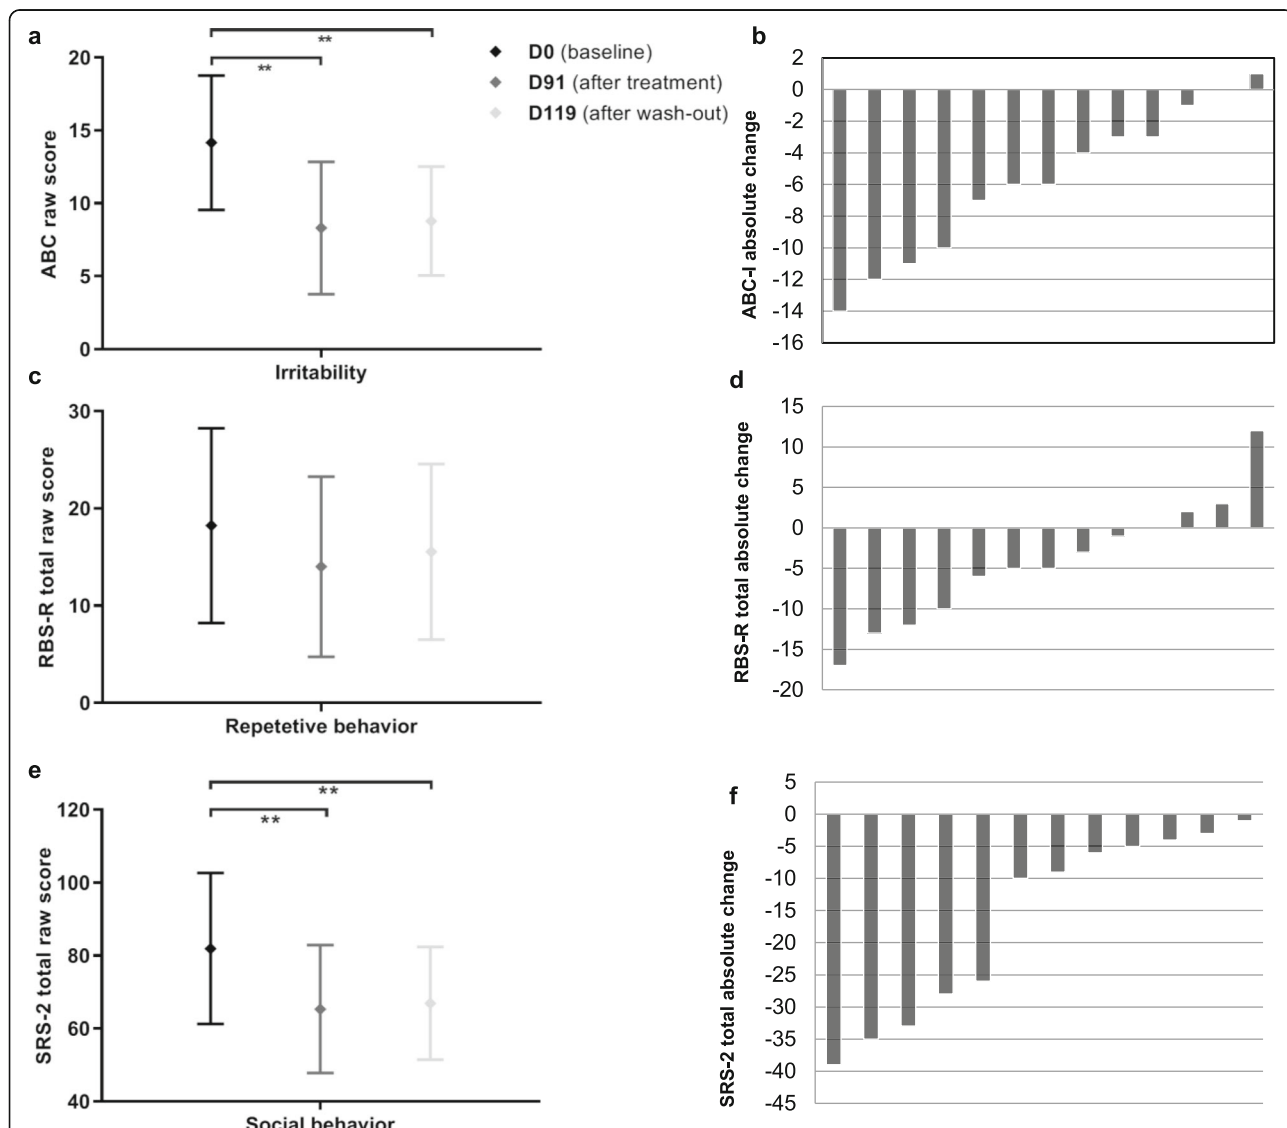 a
**
**
20
15
10
5
0
ABC raw score
Irritability
D0 (baseline)
D91 (after treatment)
D119 (after wash-out)
b
2
0
-2
-4
-6
-8
-10
-12
-14
-16
ABC-I absolute change
c
30
20
10
0
RBS-R total raw score
Repetetive behavior
d
15
10
5
0
-5
-10
-15
-20
RBS-R total absolute change
e
**
**
120
100
80
60
40
SRS-2 total raw score
Social behavior
f
5
0
-5
-10
-15
-20
-25
-30
-35
-40
-45
SRS-2 total absolute change